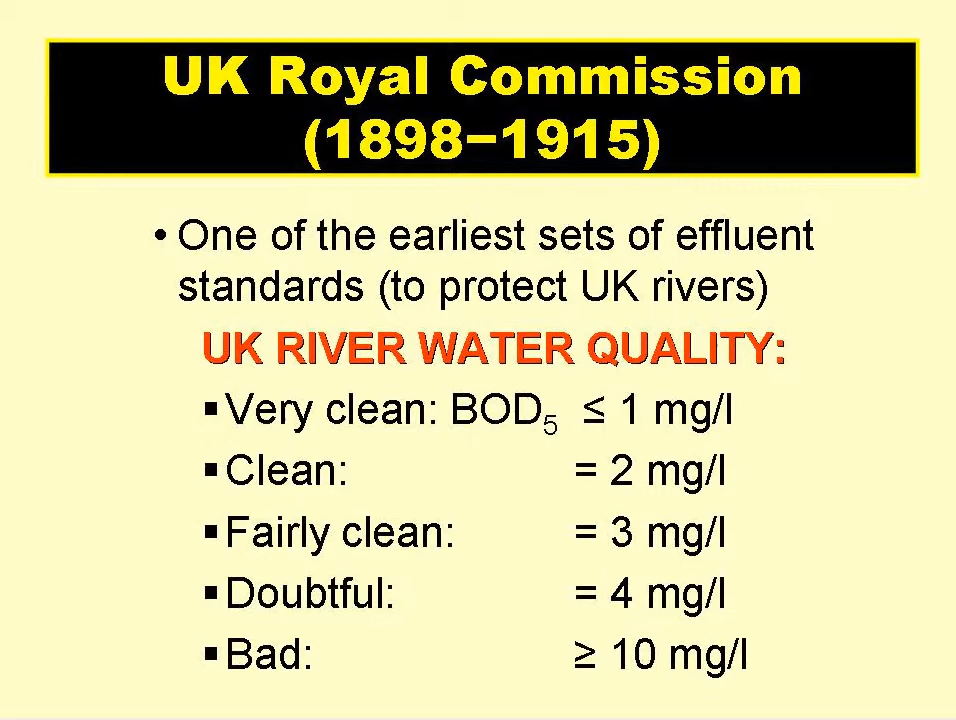 UK Royal Commission
(1898–1915)
• One of the earliest sets of effluent
standards (to protect UK rivers)
UK RIVER WATER QUALITY:
▪ Very clean: BOD₅ ≤ 1 mg/l
▪ Clean: = 2 mg/l
▪ Fairly clean: = 3 mg/l
▪ Doubtful: = 4 mg/l
▪ Bad: ≥ 10 mg/l